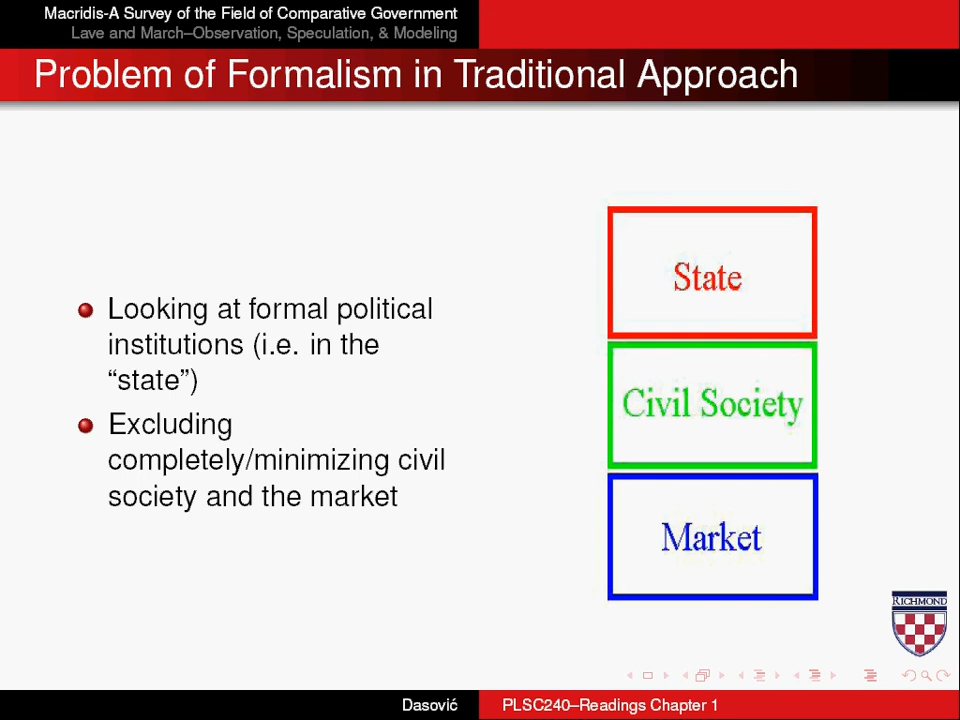 Macridis-A Survey of the Field of Comparative Government
Lave and March–Observation, Speculation, & Modeling
Problem of Formalism in Traditional Approach
Looking at formal political
institutions (i.e. in the
“state”)
Excluding
completely/minimizing civil
society and the market
State
Civil Society
Market
RICHMOND
Dasović
PLSC240–Readings Chapter 1